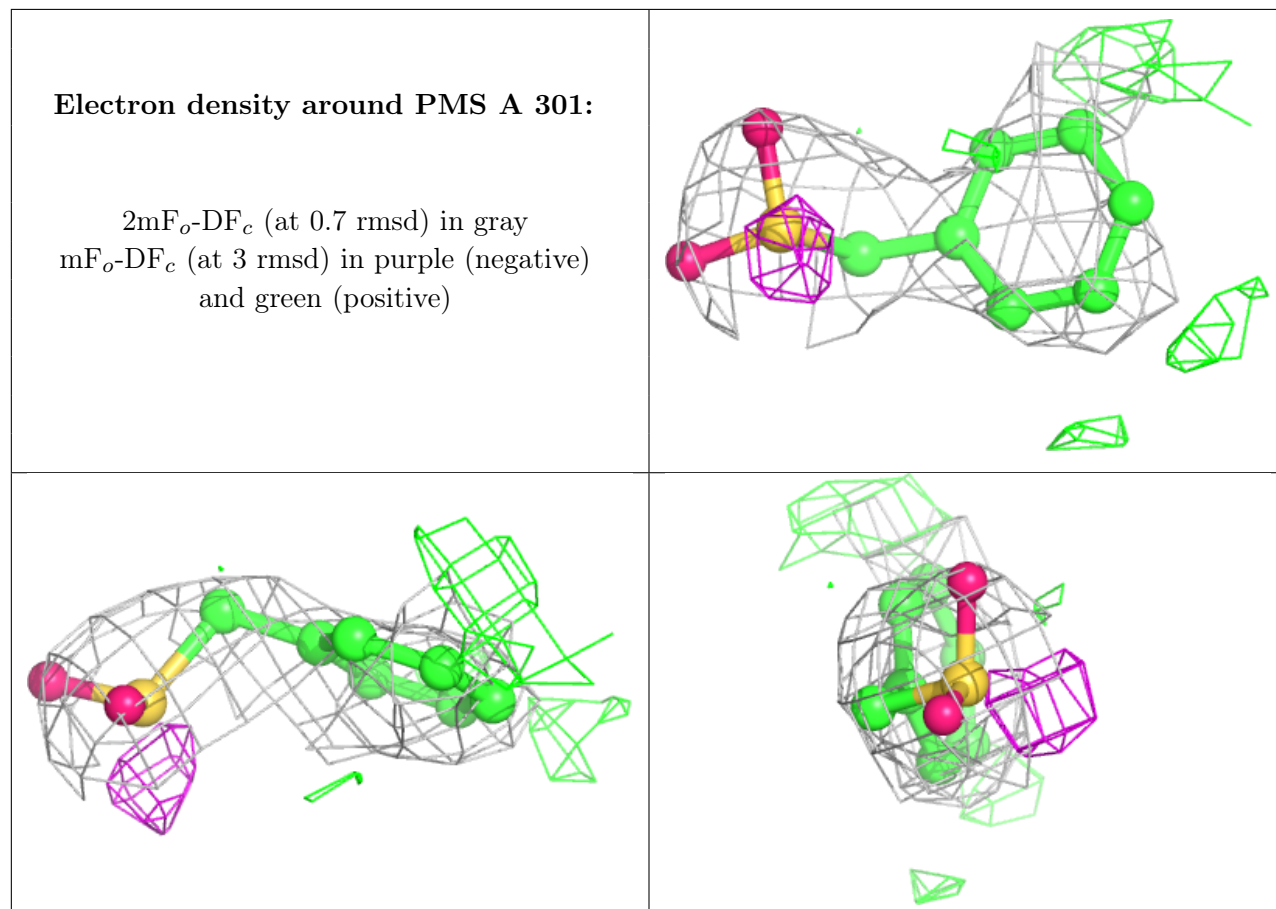 Electron density around PMS A 301:
2mFo-DFc (at 0.7 rmsd) in gray
mFo-DFc (at 3 rmsd) in purple (negative)
and green (positive)